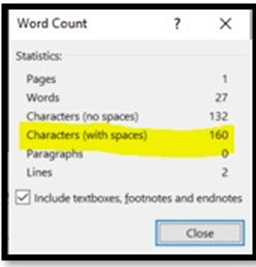 Word Count ? X
Statistics:
Pages 1
Words 27
Characters (no spaces) 132
Characters (with spaces) 160
Paragraphs 0
Lines 2
Include textboxes, footnotes and endnotes
Close